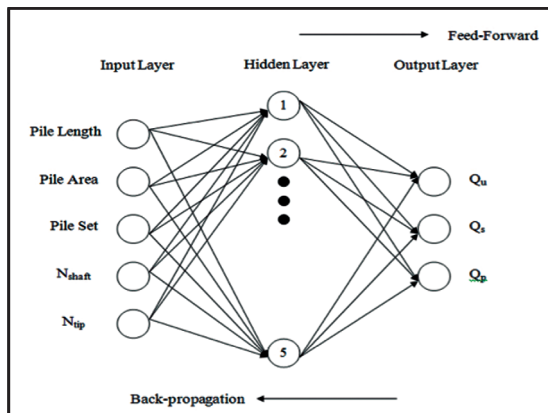 Feed-Forward
Input Layer Hidden Layer Output Layer
1
Pile Length
2
Pile Area
Qu
Pile Set
Qs
Nshaft
Qp
Ntip
5
Back-propagation